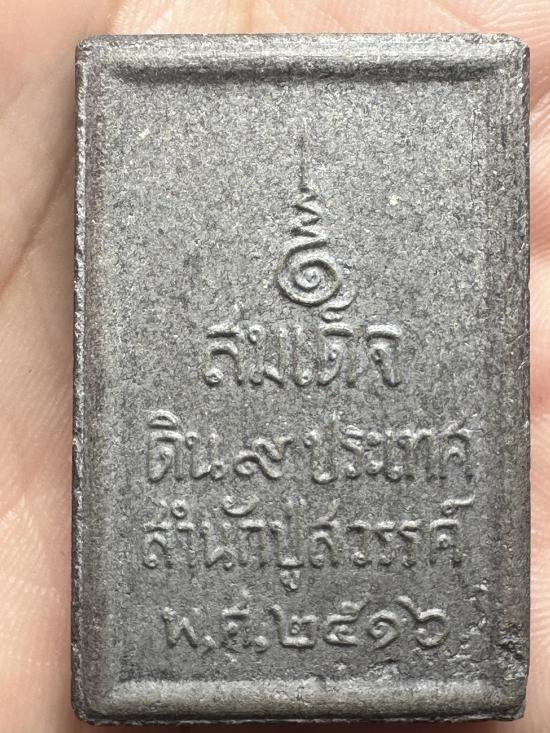 สมเด็จ
ดิน ๙ ประเทศ
สำนักปู่สวรรค์
พ.ศ.๒๕๑๖